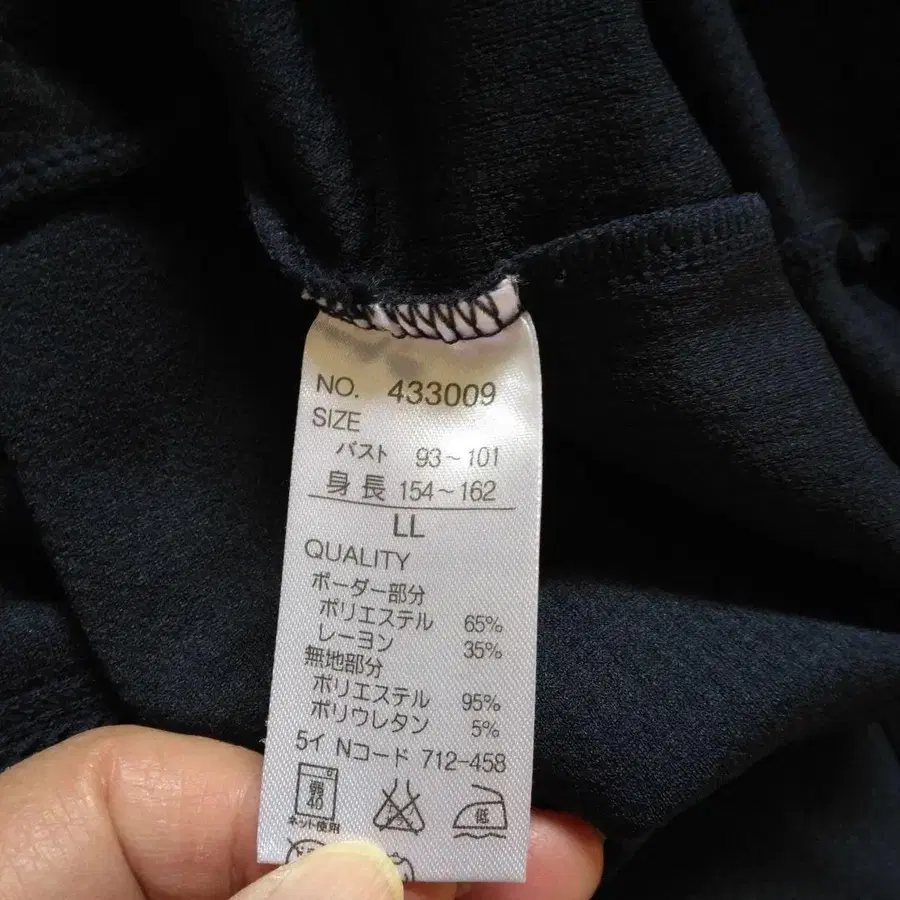 NO. 433009
SIZE
バスト 93～101
身長 154～162
LL
QUALITY
ボーダー部分
ポリエステル 65%
レーヨン 35%
無地部分
ポリエステル 95%
ポリウレタン 5%
5イ Nコード 712-458
弱
40
ネット使用
低